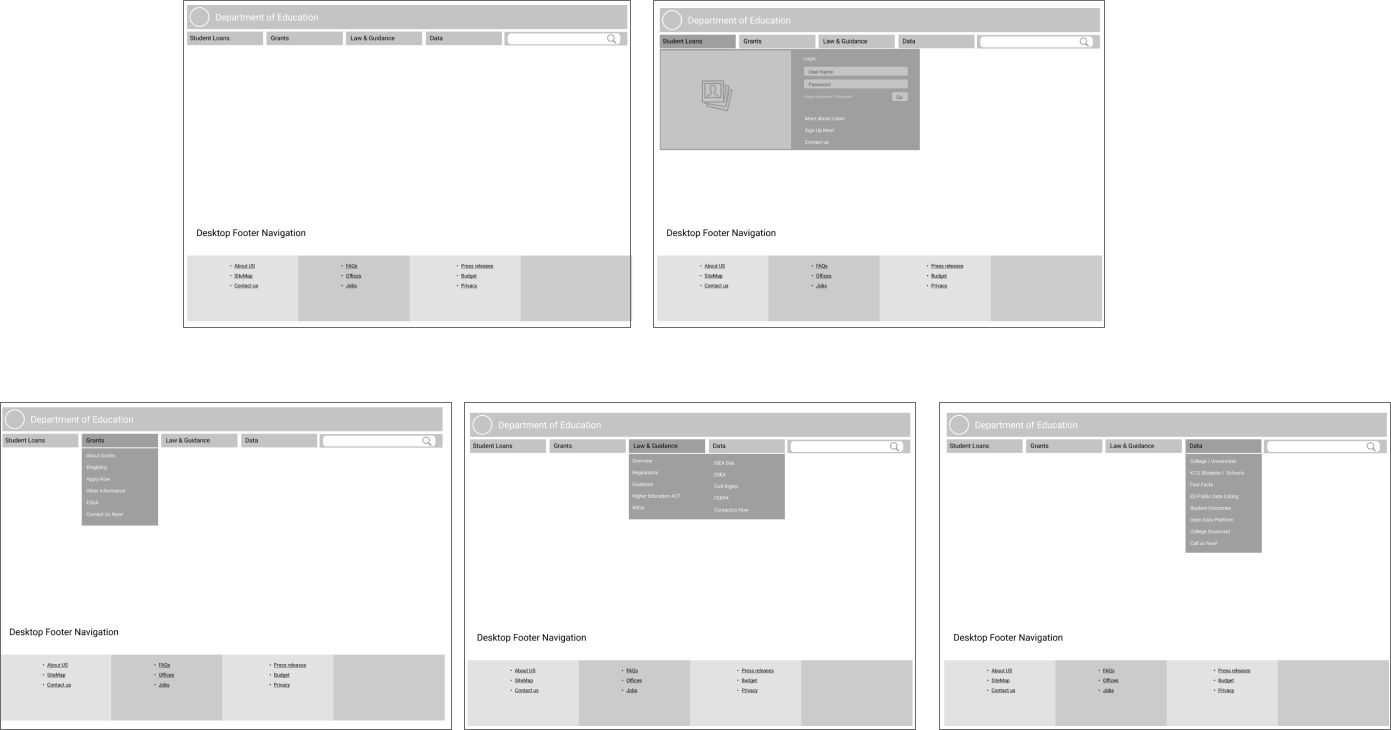 Department of Education
Student Loans Grants Law & Guidance Data
Desktop Footer Navigation
• About US • FAQs • Press releases
• SiteMap • Offices • Budget
• Contact us • Jobs • Privacy
Department of Education
Student Loans Grants Law & Guidance Data
Login
User Name
Password
Go
More about Loans
Sign Up Now!
Contact us
Desktop Footer Navigation
• About US • FAQs • Press releases
• SiteMap • Offices • Budget
• Contact us • Jobs • Privacy
Department of Education
Student Loans Grants Law & Guidance Data
About Grants
Elegibility
Apply Now
Other Information
Contact Us Now!
Desktop Footer Navigation
• About US • FAQs • Press releases
• SiteMap • Offices • Budget
• Contact us • Jobs • Privacy
Department of Education
Student Loans Grants Law & Guidance Data
Overview IDEA Site
Regulations ESEA
Guidance Civil Rights
Higher Education ACT FERPA
WIOA ContactUs Now
Desktop Footer Navigation
• About US • FAQs • Press releases
• SiteMap • Offices • Budget
• Contact us • Jobs • Privacy
Department of Education
Student Loans Grants Law & Guidance Data
College / Universities
K-12 Students / Schools
Fast Facts
ED Public Data Listing
Student Outcomes
Open Data Platform
College Scorecard
Call us Now!
Desktop Footer Navigation
• About US • FAQs • Press releases
• SiteMap • Offices • Budget
• Contact us • Jobs • Privacy